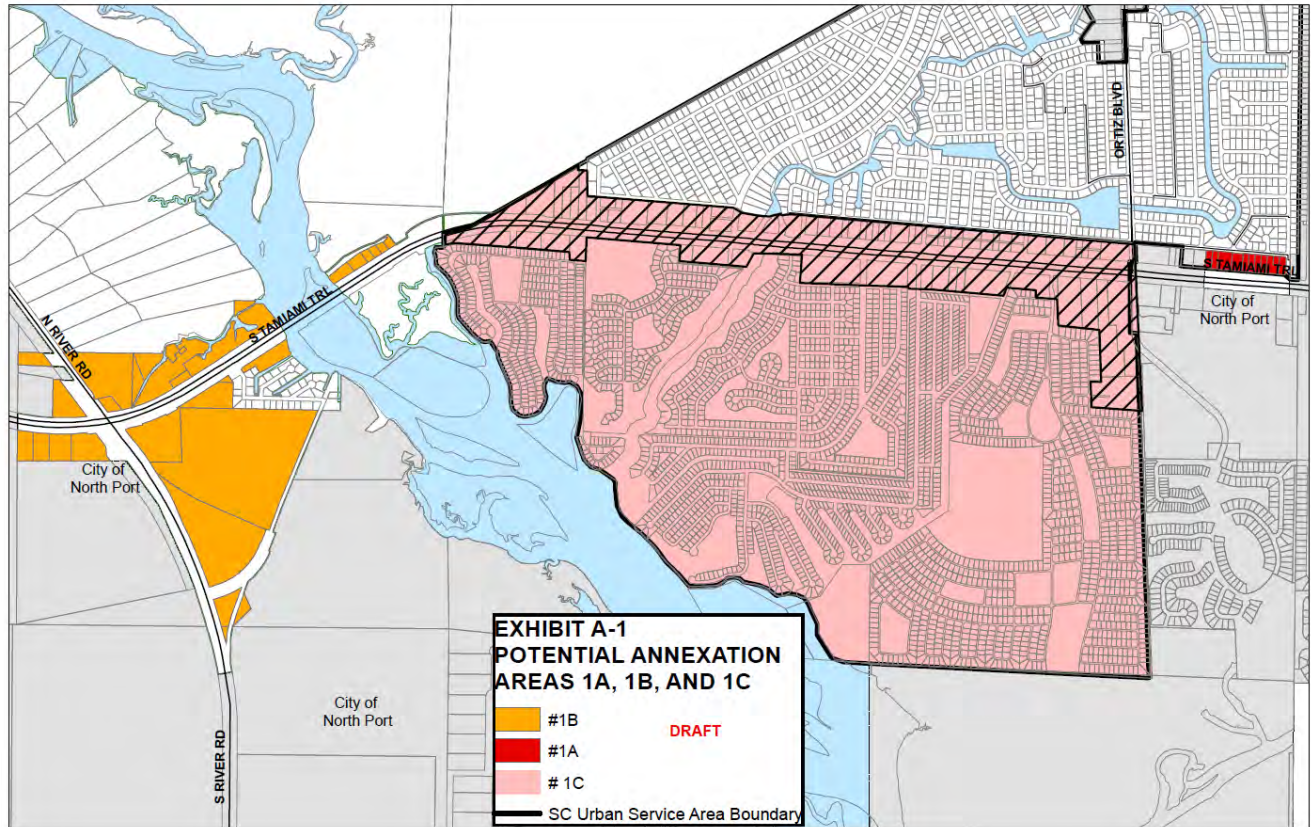 ORTIZ BLVD
S TAMIAMI TRL
City of
North Port
S TAMIAMI TRL
N RIVER RD
City of
North Port
City of
North Port
S RIVER RD
EXHIBIT A-1
POTENTIAL ANNEXATION
AREAS 1A, 1B, AND 1C
#1B
DRAFT
#1A
# 1C
SC Urban Service Area Boundary